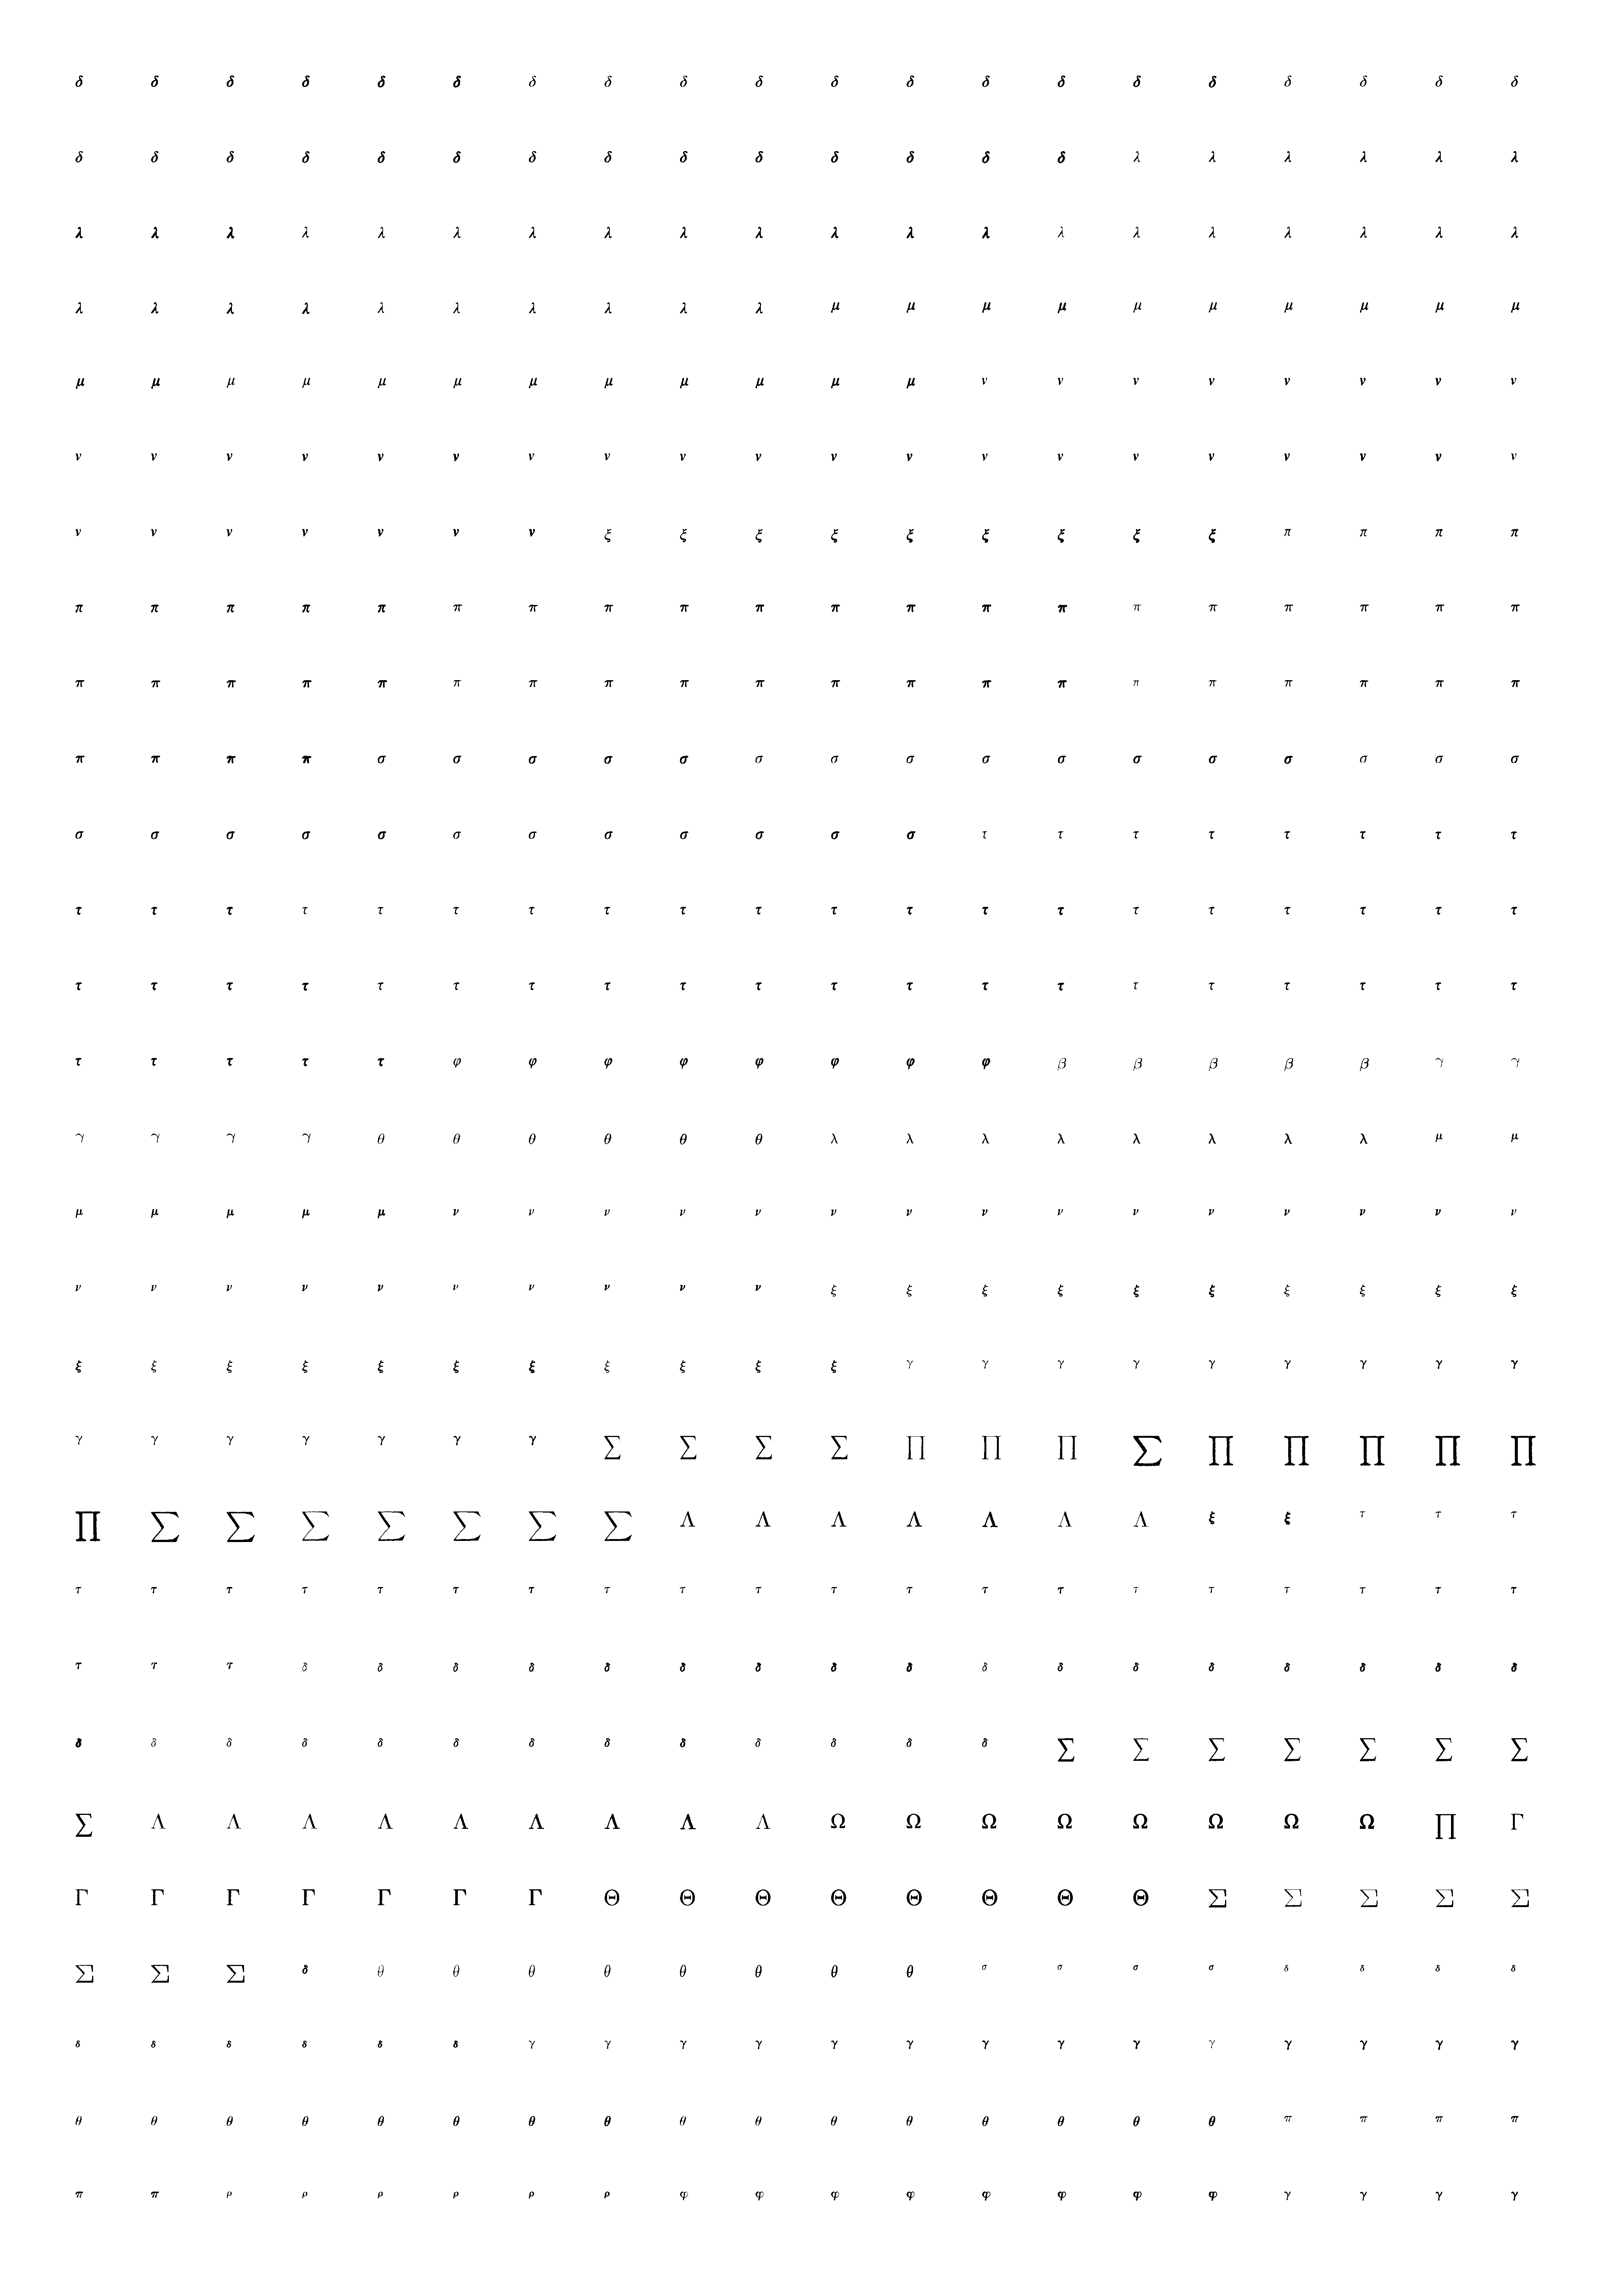 δ δ δ δ δ δ δ δ δ δ δ δ δ δ δ δ δ δ δ δ
δ δ δ δ δ δ δ δ δ δ δ δ δ δ λ λ λ λ λ λ
λ λ λ λ λ λ λ λ λ λ λ λ λ λ λ λ λ λ λ λ
λ λ λ λ λ λ λ λ λ λ μ μ μ μ μ μ μ μ μ μ
μ μ μ μ μ μ μ μ μ μ μ μ ν ν ν ν ν ν ν ν
ν ν ν ν ν ν ν ν ν ν ν ν ν ν ν ν ν ν ν ν
ν ν ν ν ν ν ν ξ ξ ξ ξ ξ ξ ξ ξ ξ π π π π
π π π π π π π π π π π π π π π π π π π π
π π π π π π π π π π π π π π π π π π π π
π π π π σ σ σ σ σ σ σ σ σ σ σ σ σ σ σ σ
σ σ σ σ σ σ σ σ σ σ σ σ τ τ τ τ τ τ τ τ
τ τ τ τ τ τ τ τ τ τ τ τ τ τ τ τ τ τ τ τ
τ τ τ τ τ τ τ τ τ τ τ τ τ τ τ τ τ τ τ τ
τ τ τ τ τ φ φ φ φ φ φ φ φ β β β β β γ γ
γ γ γ γ θ θ θ θ θ θ λ λ λ λ λ λ λ λ μ μ
μ μ μ μ μ ν ν ν ν ν ν ν ν ν ν ν ν ν ν ν
ν ν ν ν ν ν ν ν ν ν ξ ξ ξ ξ ξ ξ ξ ξ ξ ξ
ξ ξ ξ ξ ξ ξ ξ ξ ξ ξ ξ γ γ γ γ γ γ γ γ γ
γ γ γ γ γ γ γ Σ Σ Σ Σ Π Π Π Σ Π Π Π Π Π
Π Σ Σ Σ Σ Σ Σ Σ Λ Λ Λ Λ Λ Λ Λ ξ ξ τ τ τ
τ τ τ τ τ τ τ τ τ τ τ τ τ τ τ τ τ τ τ τ
τ τ τ δ δ δ δ δ δ δ δ δ δ δ δ δ δ δ δ δ
δ δ δ δ δ δ δ δ δ δ δ δ δ Σ Σ Σ Σ Σ Σ Σ
Σ Λ Λ Λ Λ Λ Λ Λ Λ Λ Ω Ω Ω Ω Ω Ω Ω Ω Π Γ
Γ Γ Γ Γ Γ Γ Γ Θ Θ Θ Θ Θ Θ Θ Θ Σ Σ Σ Σ Σ
Σ Σ Σ δ θ θ θ θ θ θ θ θ σ σ σ σ δ δ δ δ
δ δ δ δ δ δ γ γ γ γ γ γ γ γ γ γ γ γ γ γ
θ θ θ θ θ θ θ θ θ θ θ θ θ θ θ θ π π π π
π π ρ ρ ρ ρ ρ ρ φ φ φ φ φ φ φ φ γ γ γ γ